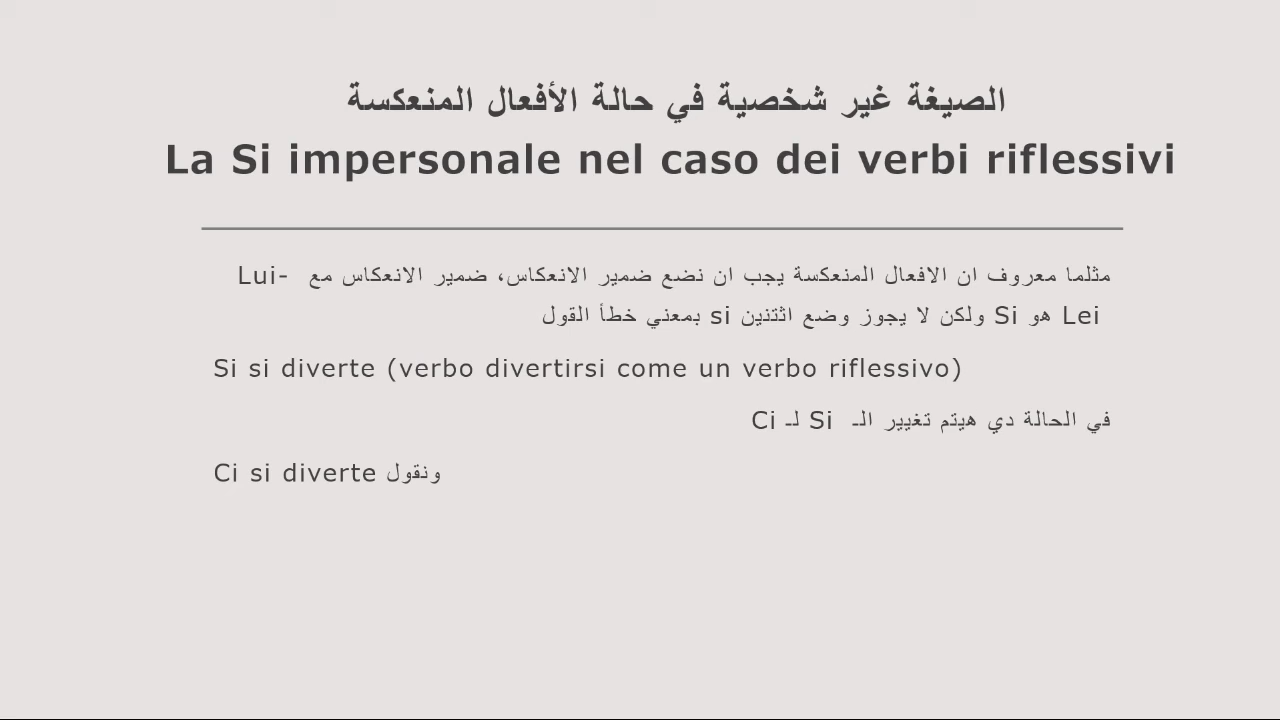 الصيغة غير شخصية في حالة الأفعال المنعكسة
La Si impersonale nel caso dei verbi riflessivi
مثلما معروف ان الافعال المنعكسة يجب ان نضع ضمير الانعكاس، ضمير الانعكاس مع Lui-
Lei هو Si ولكن لا يجوز وضع اثتنين si بمعني خطأ القول
Si si diverte (verbo divertirsi come un verbo riflessivo)
في الحالة دي هيتم تغيير الـ Si لـ Ci
Ci si diverte ونقول